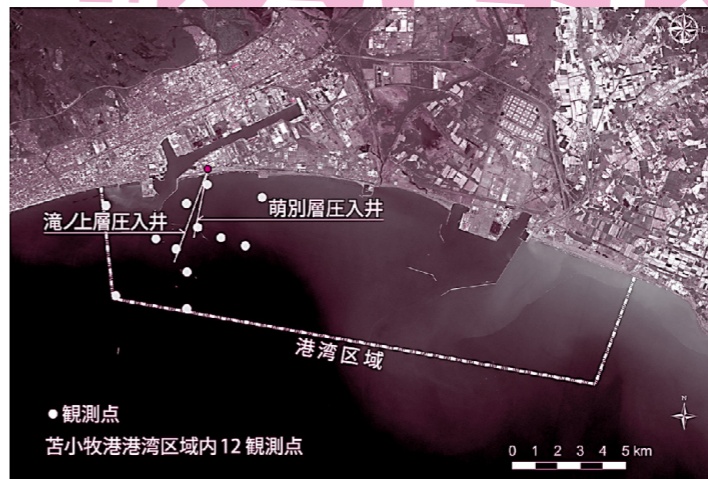 滝ノ上層圧入井
萌別層圧入井
港湾区域
●観測点
苫小牧港港湾区域内12観測点
N
0 1 2 3 4 5 km